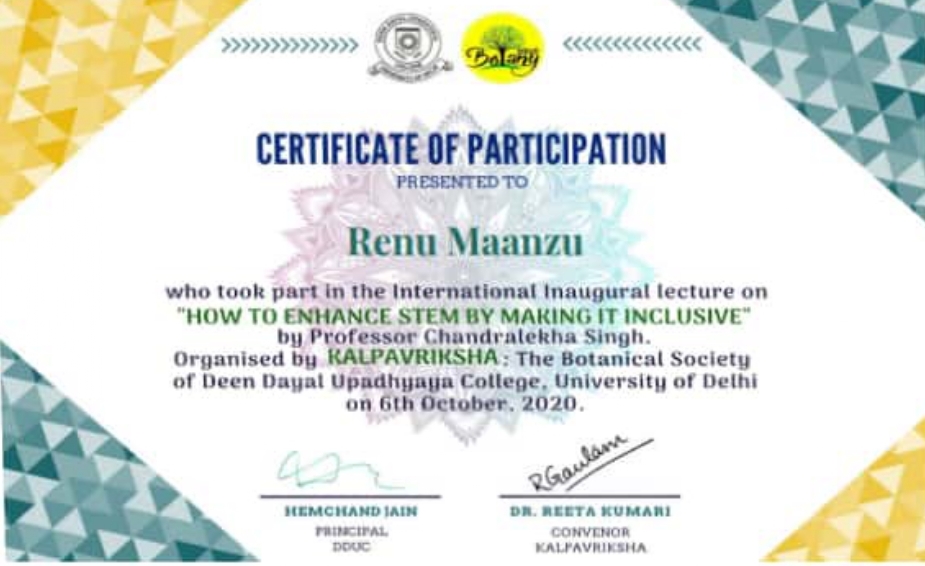 Botany
CERTIFICATE OF PARTICIPATION
PRESENTED TO
Renu Maanzu
who took part in the International Inaugural lecture on
"HOW TO ENHANCE STEM BY MAKING IT INCLUSIVE"
by Professor Chandralekha Singh.
Organised by KALPAVRIKSHA : The Botanical Society
of Deen Dayal Upadhyaya College, University of Delhi
on 6th October, 2020.
RGautam
HEMCHAND JAIN
DR. REETA KUMARI
PRINCIPAL
CONVENOR
DDUC
KALPAVRIKSHA